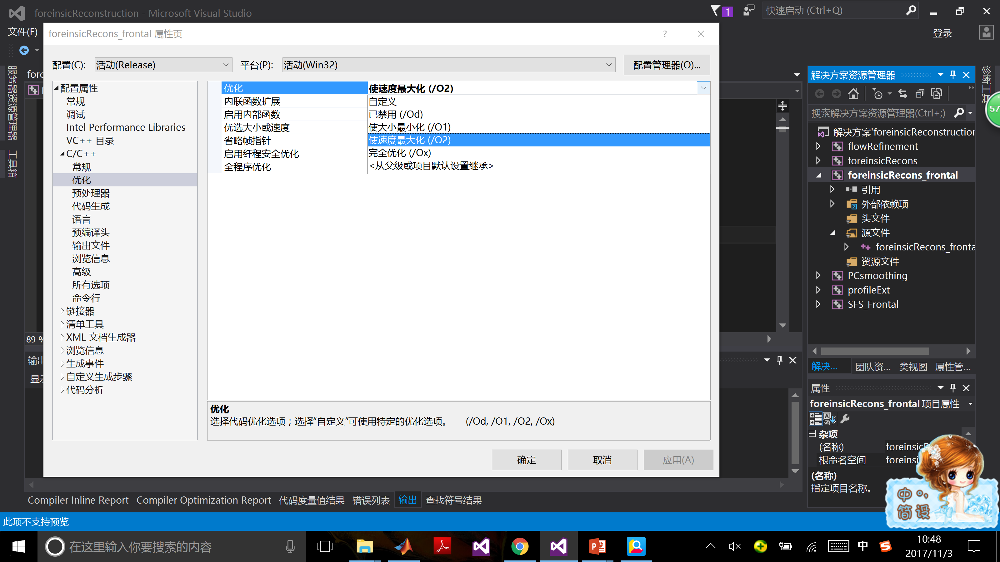 foreinsicReconstruction - Microsoft Visual Studio
1
快速启动 (Ctrl+Q)
文件(F)
登录
foreinsicRecons_frontal 属性页
?
配置(C):
活动(Release)
平台(P):
活动(Win32)
配置管理器(O)...
服务器资源管理器
工具箱
fore
f
配置属性
常规
调试
Intel Performance Libraries
VC++ 目录
C/C++
常规
优化
预处理器
代码生成
语言
预编译头
输出文件
浏览信息
高级
所有选项
命令行
链接器
清单工具
XML 文档生成器
浏览信息
生成事件
自定义生成步骤
代码分析
优化
使速度最大化 (/O2)
内联函数扩展
启用内部函数
优选大小或速度
省略帧指针
启用纤程安全优化
全程序优化
自定义
已禁用 (/Od)
使大小最小化 (/O1)
使速度最大化 (/O2)
完全优化 (/Ox)
<从父级或项目默认设置继承>
优化
选择代码优化选项；选择“自定义”可使用特定的优化选项。 (/Od, /O1, /O2, /Ox)
确定
取消
应用(A)
89 %
输出
显示
解决方案资源管理器
搜索解决方案资源管理器(Ctrl+;)
解决方案'foreinsicReconstruction
flowRefinement
foreinsicRecons
foreinsicRecons_frontal
引用
外部依赖项
头文件
源文件
foreinsicRecons_fronta
资源文件
PCsmoothing
profileExt
SFS_Frontal
解决...
团队资...
类视图
属性管...
诊断工具
57
属性
foreinsicRecons_frontal 项目属性
杂项
(名称)
foreinsicR
根命名空间
foreinsi
(名称)
指定项目名称。
中 简 设
Compiler Inline Report
Compiler Optimization Report
代码度量值结果
错误列表
输出
查找符号结果
此项不支持预览
在这里输入你要搜索的内容
中
10:48
2017/11/3